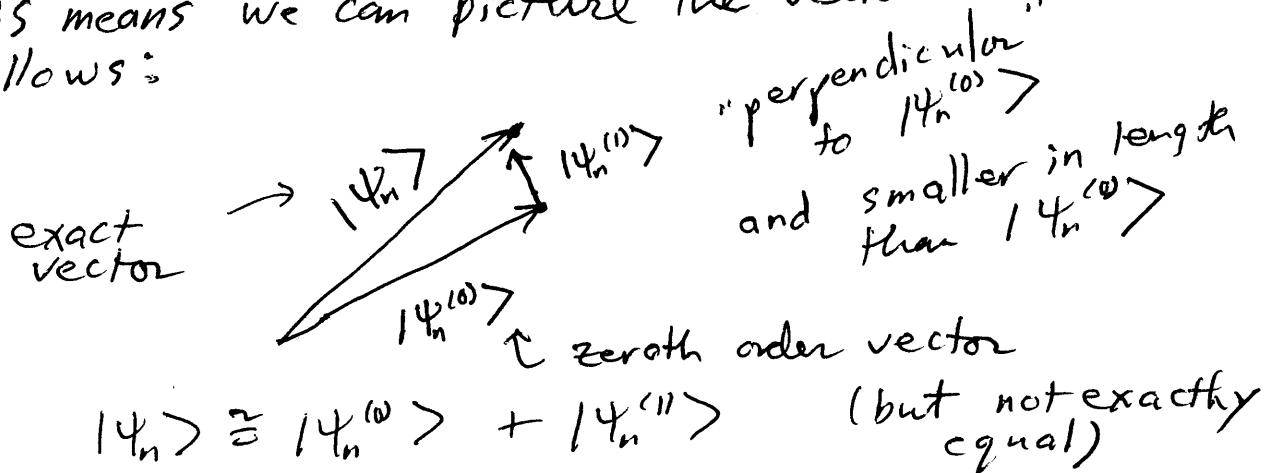 s means we can picture the
llows:
"perpendicular"
to |ψn(0)>
and smaller in length
than |ψn(0)>
|ψn>
|ψn(1)>
exact
vector
|ψn(0)>
zeroth order vector
|ψn> ≅ |ψn(0)> + |ψn(1)> (but not exactly
equal)